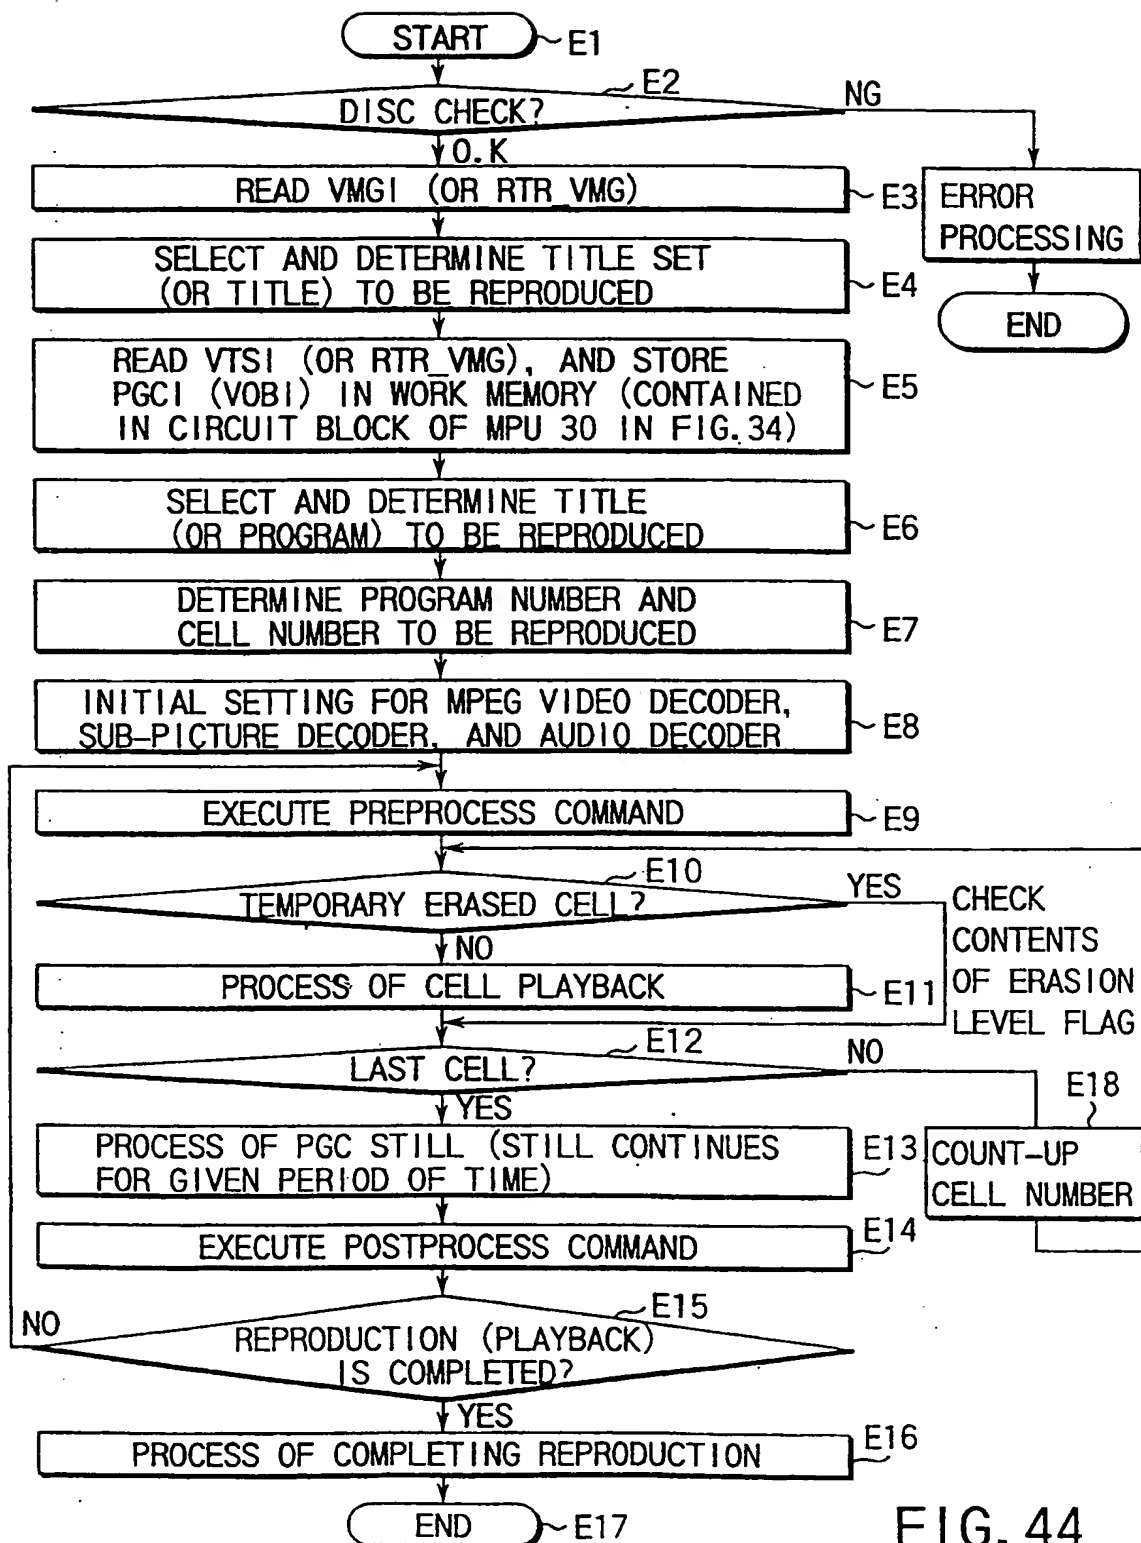 START
E1
DISC CHECK?
E2
NG
O.K
READ VMGI (OR RTR_VMG)
E3
ERROR
PROCESSING
END
SELECT AND DETERMINE TITLE SET
(OR TITLE) TO BE REPRODUCED
E4
READ VTSI (OR RTR_VMG), AND STORE
PGCI (VOBI) IN WORK MEMORY (CONTAINED
IN CIRCUIT BLOCK OF MPU 30 IN FIG.34)
E5
SELECT AND DETERMINE TITLE
(OR PROGRAM) TO BE REPRODUCED
E6
DETERMINE PROGRAM NUMBER AND
CELL NUMBER TO BE REPRODUCED
E7
INITIAL SETTING FOR MPEG VIDEO DECODER,
SUB-PICTURE DECODER, AND AUDIO DECODER
E8
EXECUTE PREPROCESS COMMAND
E9
TEMPORARY ERASED CELL?
E10
YES
CHECK
CONTENTS
OF ERASION
LEVEL FLAG
NO
PROCESS OF CELL PLAYBACK
E11
LAST CELL?
E12
NO
YES
E18
COUNT-UP
CELL NUMBER
PROCESS OF PGC STILL (STILL CONTINUES
FOR GIVEN PERIOD OF TIME)
E13
EXECUTE POSTPROCESS COMMAND
E14
NO
REPRODUCTION (PLAYBACK)
IS COMPLETED?
E15
YES
PROCESS OF COMPLETING REPRODUCTION
E16
END
E17
FIG. 44